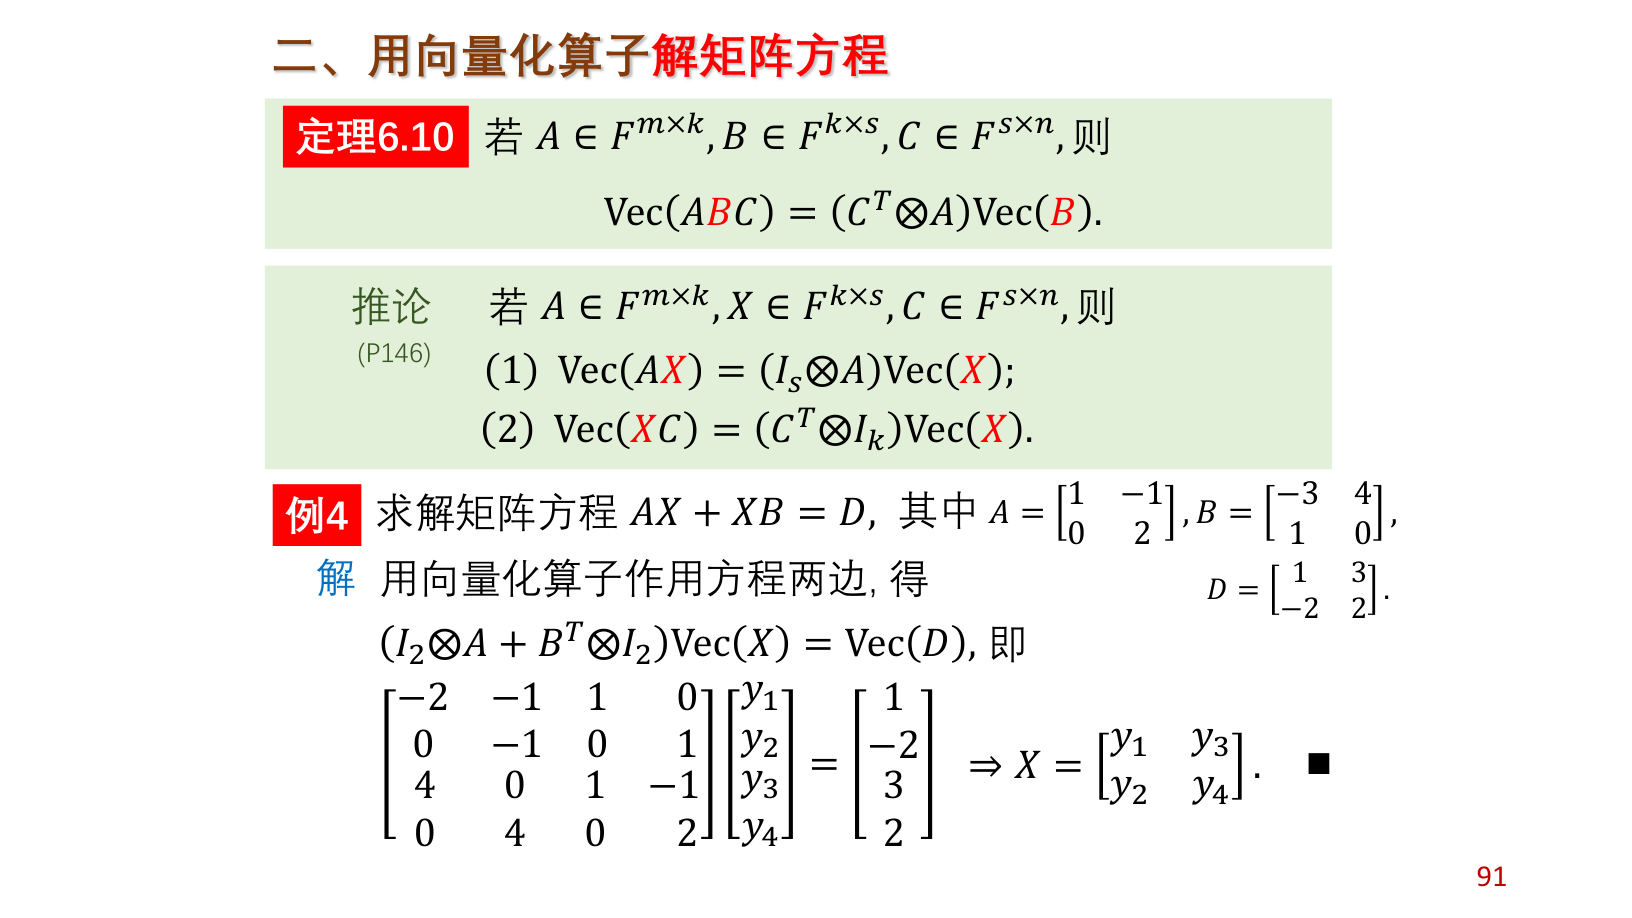 二、用向量化算子解矩阵方程
定理6.10 若 A ∈ F^{m×k}, B ∈ F^{k×s}, C ∈ F^{s×n}, 则
Vec(ABC) = (C^T⊗A)Vec(B).
推论 若 A ∈ F^{m×k}, X ∈ F^{k×s}, C ∈ F^{s×n}, 则
(P146)
(1) Vec(AX) = (I_s⊗A)Vec(X);
(2) Vec(XC) = (C^T⊗I_k)Vec(X).
例4 求解矩阵方程 AX + XB = D, 其中 A = [1 −1; 0 2], B = [−3 4; 1 0],
D = [1 3; −2 2].
解 用向量化算子作用方程两边, 得
(I_2⊗A + B^T⊗I_2)Vec(X) = Vec(D), 即
[−2 −1 1 0; 0 −1 0 1; 4 0 1 −1; 0 4 0 2] [y_1; y_2; y_3; y_4] = [1; −2; 3; 2] ⇒ X = [y_1 y_3; y_2 y_4]. ■
91